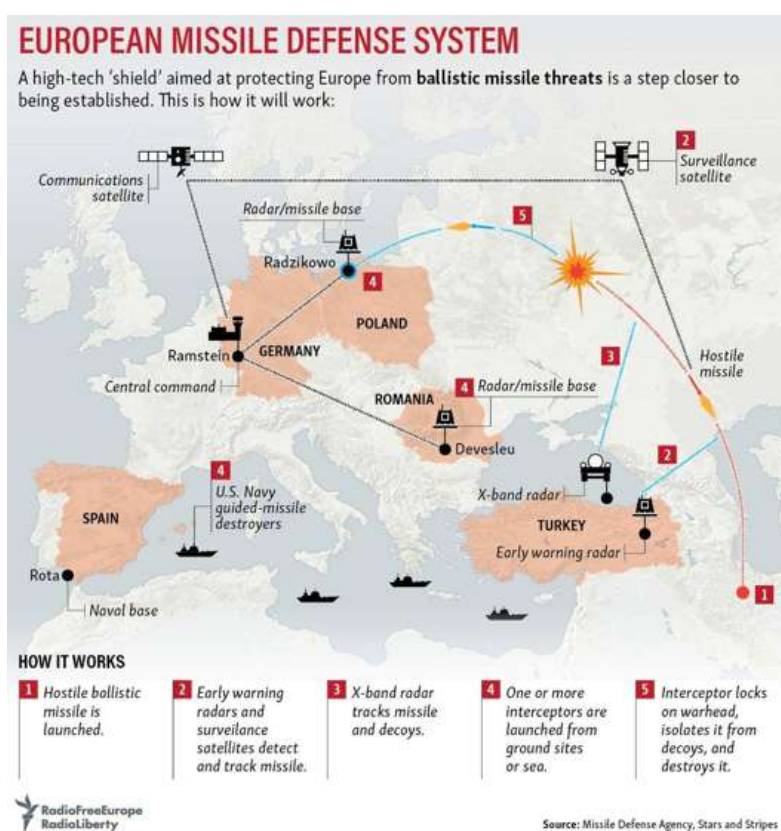 EUROPEAN MISSILE DEFENSE SYSTEM
A high-tech ‘shield’ aimed at protecting Europe from ballistic missile threats is a step closer to
being established. This is how it will work:
Communications
satellite
2
Surveillance
satellite
Radar/missile base
5
Radzikowo
4
POLAND
Ramstein
GERMANY
Central command
3
Hostile
missile
ROMANIA
4
Radar/missile base
Devesleu
2
4
U.S. Navy
guided-missile
destroyers
X-band radar
SPAIN
TURKEY
Early warning radar
Rota
Naval base
1
HOW IT WORKS
1 Hostile ballistic
missile is
launched.
2 Early warning
radars and
surveilance
satellites detect
and track missile.
3 X-band radar
tracks missile
and decoys.
4 One or more
interceptors are
launched from
ground sites
or sea.
5 Interceptor locks
on warhead,
isolates it from
decoys, and
destroys it.
RadioFreeEurope
RadioLiberty
Source: Missile Defense Agency, Stars and Stripes